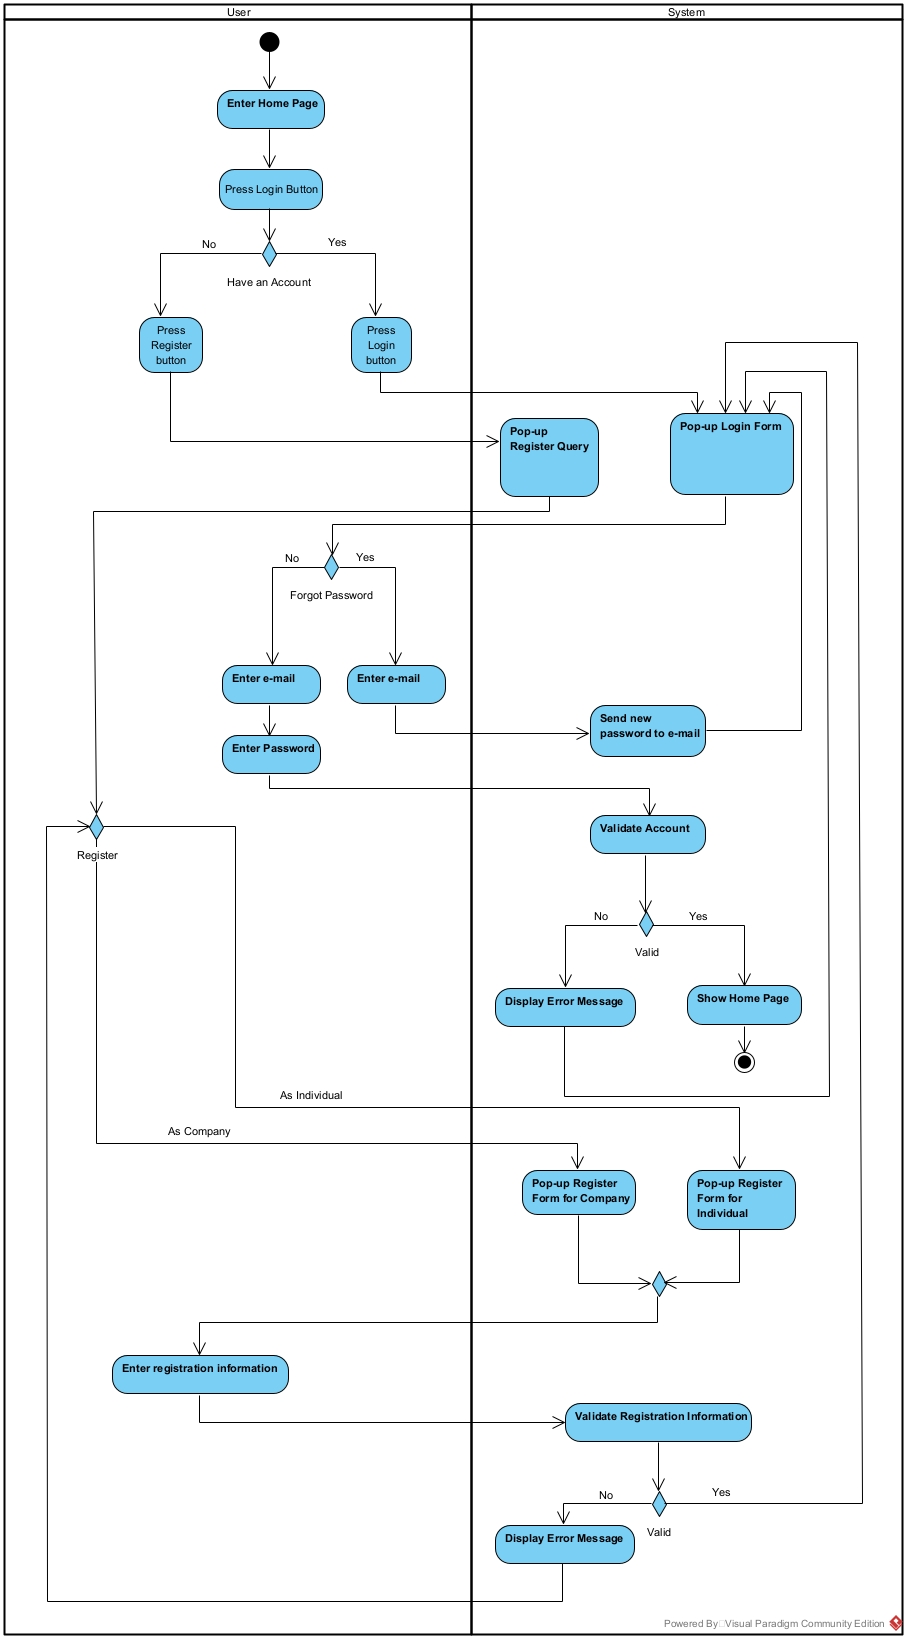 User
System
Enter Home Page
Press Login Button
No
Yes
Have an Account
Press
Register
button
Press
Login
button
Pop-up
Register Query
Pop-up Login Form
No
Yes
Forgot Password
Enter e-mail
Enter e-mail
Send new
password to e-mail
Enter Password
Validate Account
Register
No
Yes
Valid
Display Error Message
Show Home Page
As Individual
As Company
Pop-up Register
Form for Company
Pop-up Register
Form for
Individual
Enter registration information
Validate Registration Information
No
Yes
Valid
Display Error Message
Powered By Visual Paradigm Community Edition